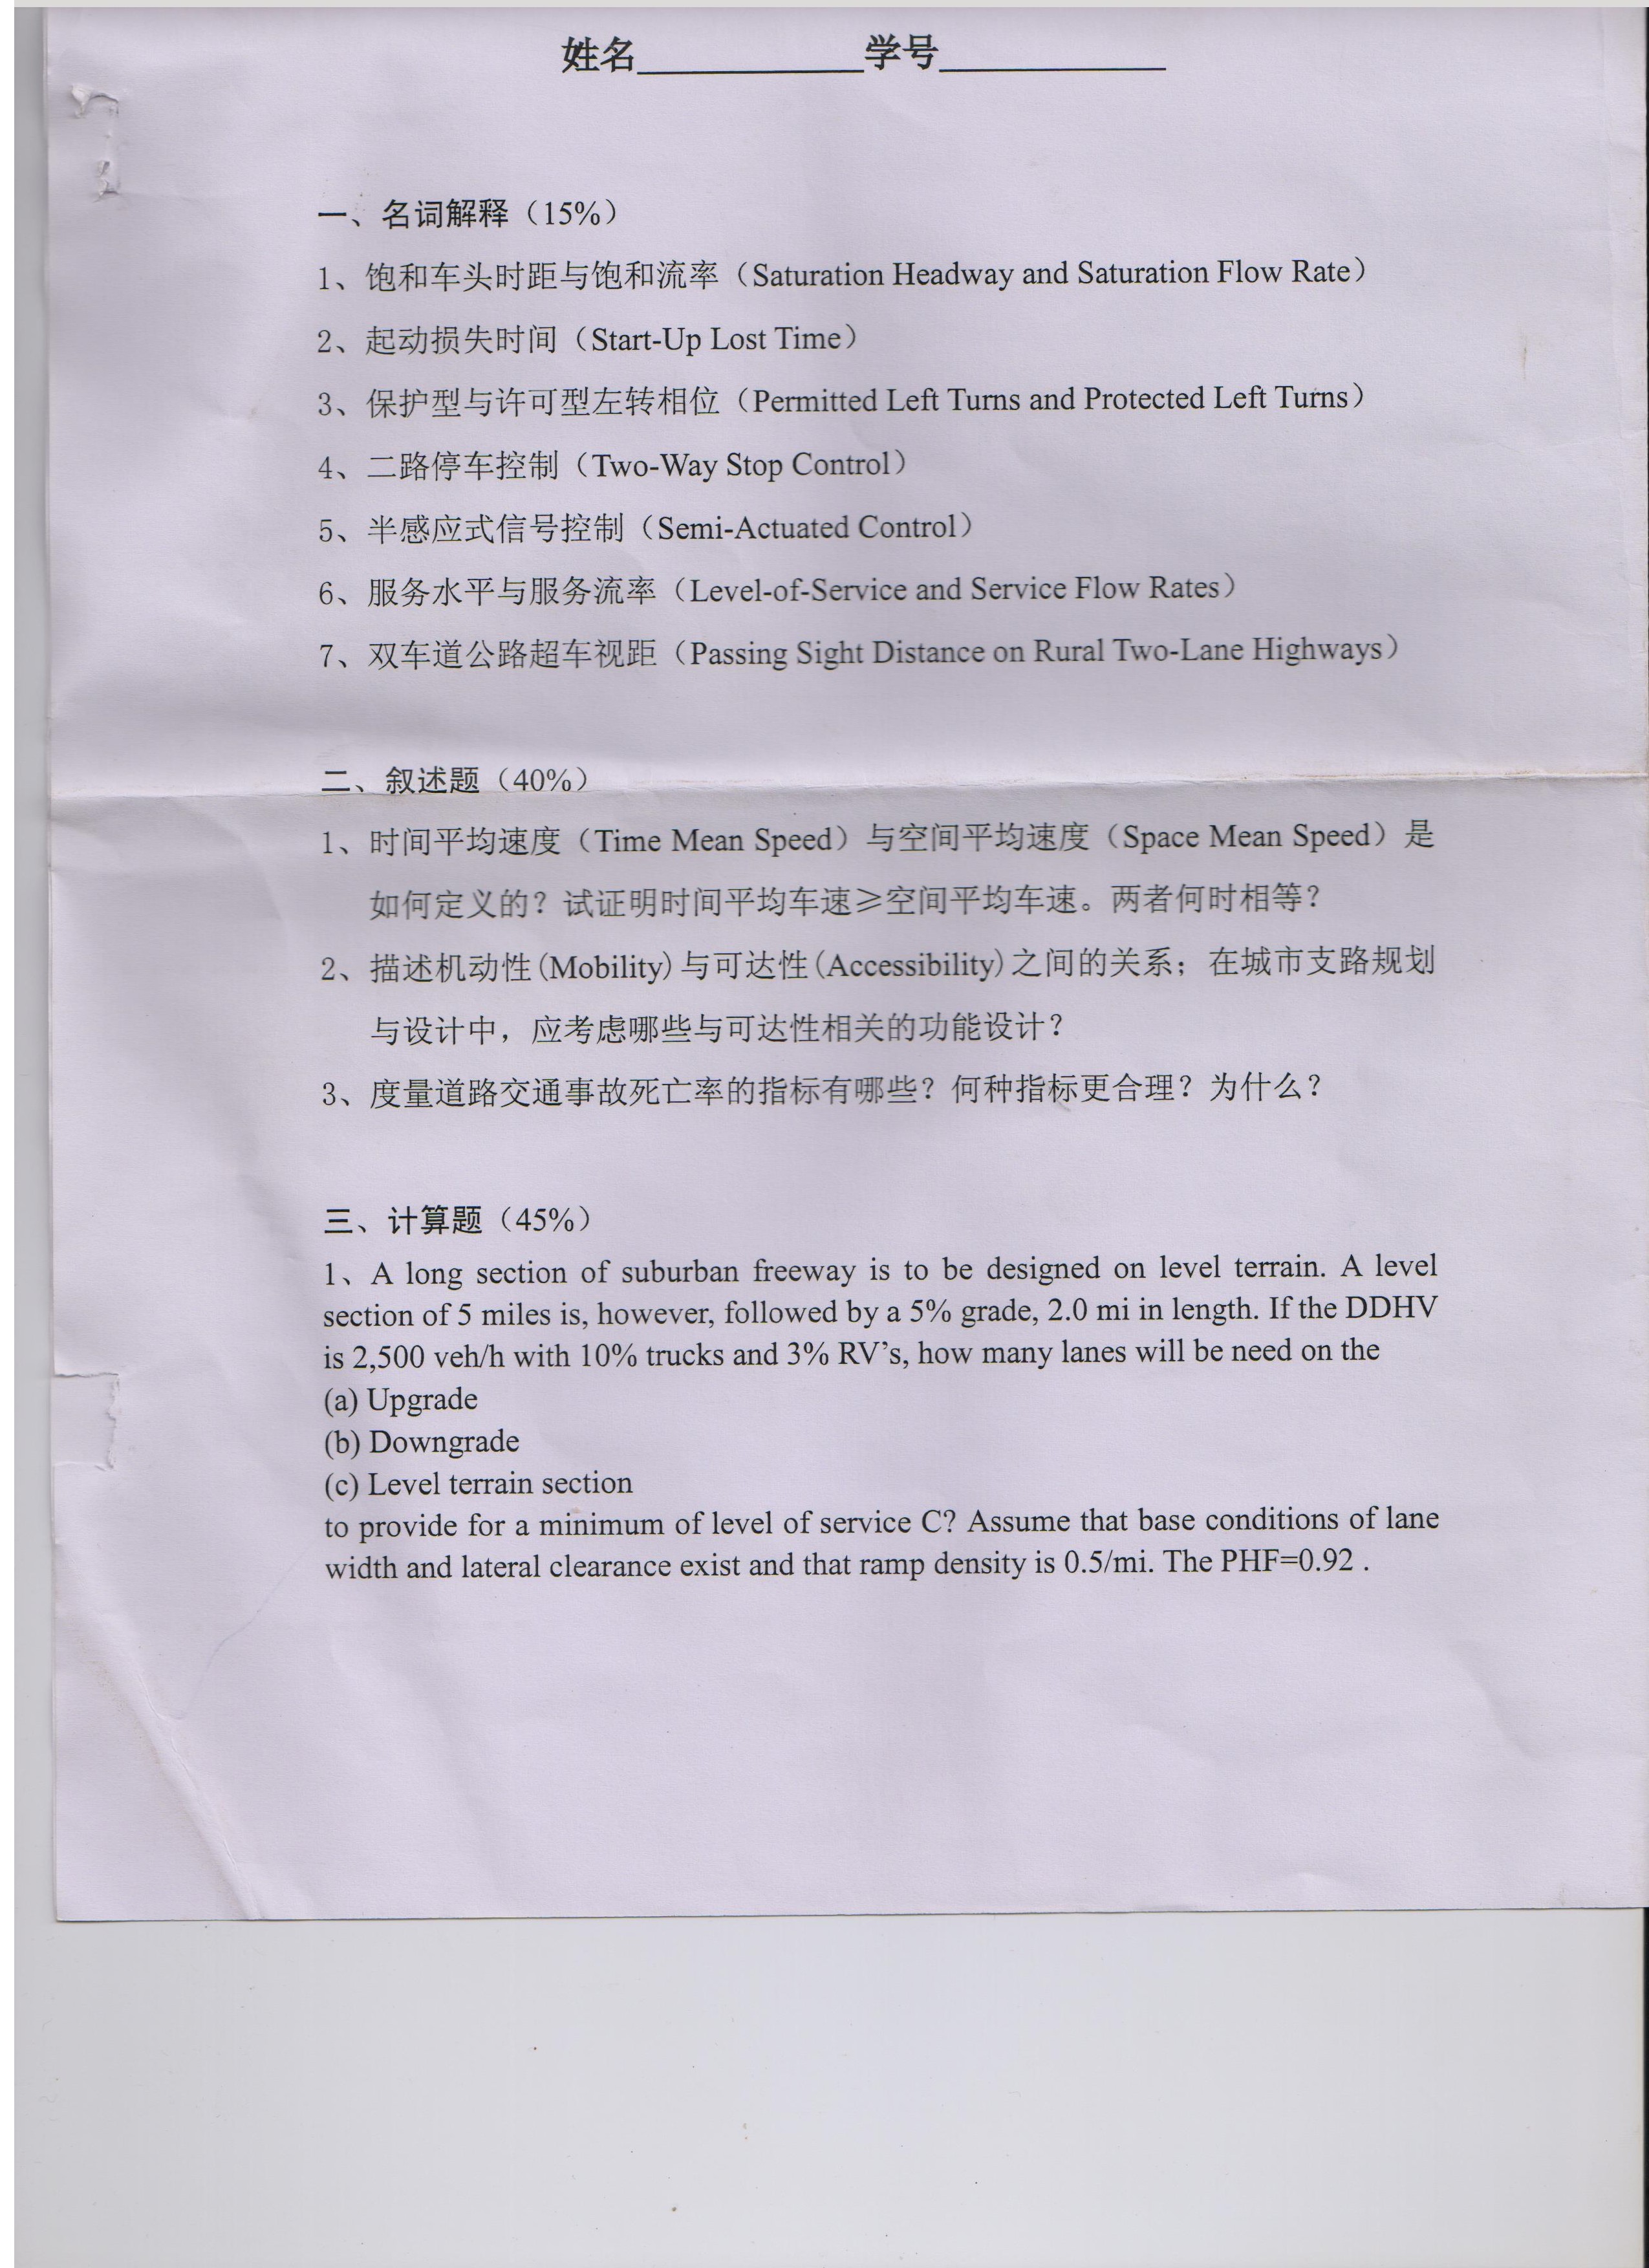 姓名____________学号____________
一、名词解释（15%）
1、饱和车头时距与饱和流率（Saturation Headway and Saturation Flow Rate）
2、起动损失时间（Start-Up Lost Time）
3、保护型与许可型左转相位（Permitted Left Turns and Protected Left Turns）
4、二路停车控制（Two-Way Stop Control）
5、半感应式信号控制（Semi-Actuated Control）
6、服务水平与服务流率（Level-of-Service and Service Flow Rates）
7、双车道公路超车视距（Passing Sight Distance on Rural Two-Lane Highways）
二、叙述题（40%）
1、时间平均速度（Time Mean Speed）与空间平均速度（Space Mean Speed）是
如何定义的？试证明时间平均车速≥空间平均车速。两者何时相等？
2、描述机动性(Mobility)与可达性(Accessibility)之间的关系；在城市支路规划
与设计中，应考虑哪些与可达性相关的功能设计？
3、度量道路交通事故死亡率的指标有哪些？何种指标更合理？为什么？
三、计算题（45%）
1、A long section of suburban freeway is to be designed on level terrain. A level
section of 5 miles is, however, followed by a 5% grade, 2.0 mi in length. If the DDHV
is 2,500 veh/h with 10% trucks and 3% RV's, how many lanes will be need on the
(a) Upgrade
(b) Downgrade
(c) Level terrain section
to provide for a minimum of level of service C? Assume that base conditions of lane
width and lateral clearance exist and that ramp density is 0.5/mi. The PHF=0.92 .